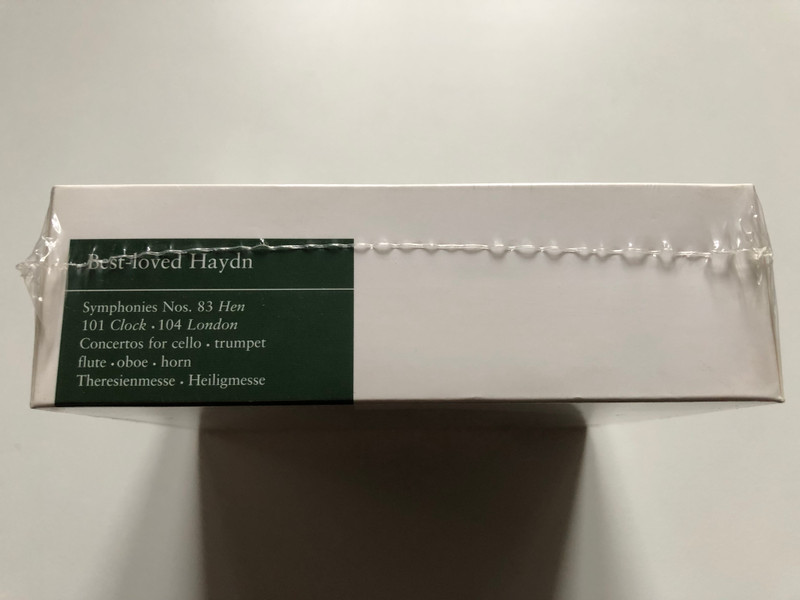 Best-loved Haydn
Symphonies Nos. 83 Hen
101 Clock · 104 London
Concertos for cello · trumpet
flute · oboe · horn
Theresienmesse · Heiligmesse